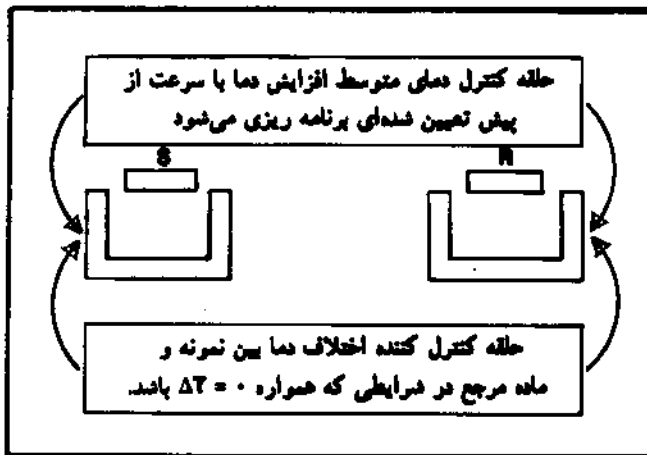 حلقه کنترل دمای متوسط افزایش دما با سرعت از
پیش تعیین شده‌ای برنامه ریزی می‌شود
S R
حلقه کنترل کننده اختلاف دما بین نمونه و
ماده مرجع در شرایطی که همواره ΔT = ۰ باشد.